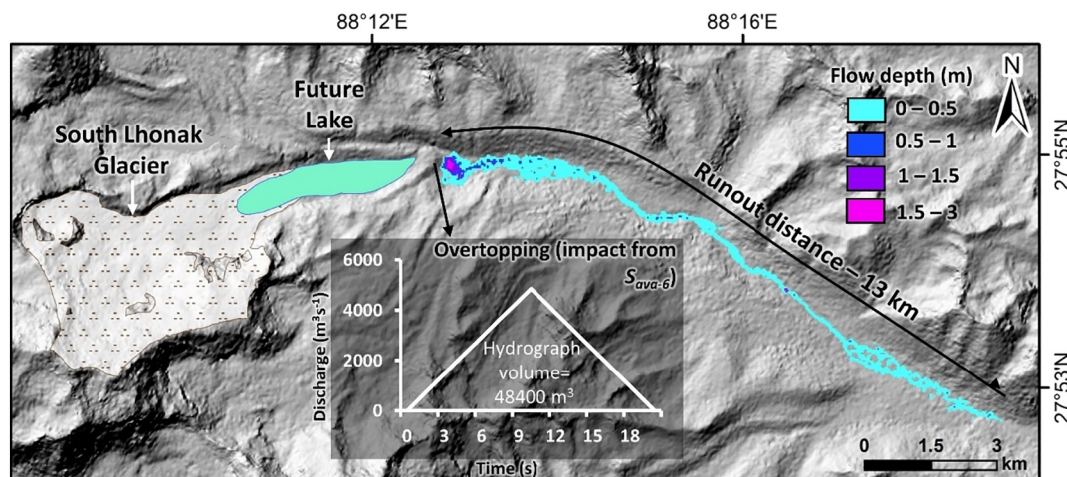 88°12'E
88°16'E
Flow depth (m)
0 – 0.5
0.5 – 1
1 – 1.5
1.5 – 3
N
Future
Lake
South Lhonak
Glacier
27°55'N
Runout distance – 13 km
Overtopping (impact from
Sava-6)
6000
4000
2000
0
Discharge (m³s⁻¹)
Hydrograph
volume=
48400 m³
0 3 6 9 12 15 18
Time (s)
27°53'N
0 1.5 3
km